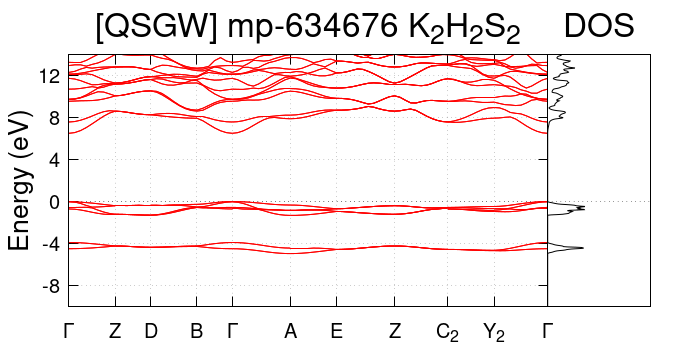 [QSGW] mp-634676 K₂H₂S₂ DOS
Energy (eV)
12
8
4
0
-4
-8
Γ Z D B Γ A E Z C₂ Y₂ Γ